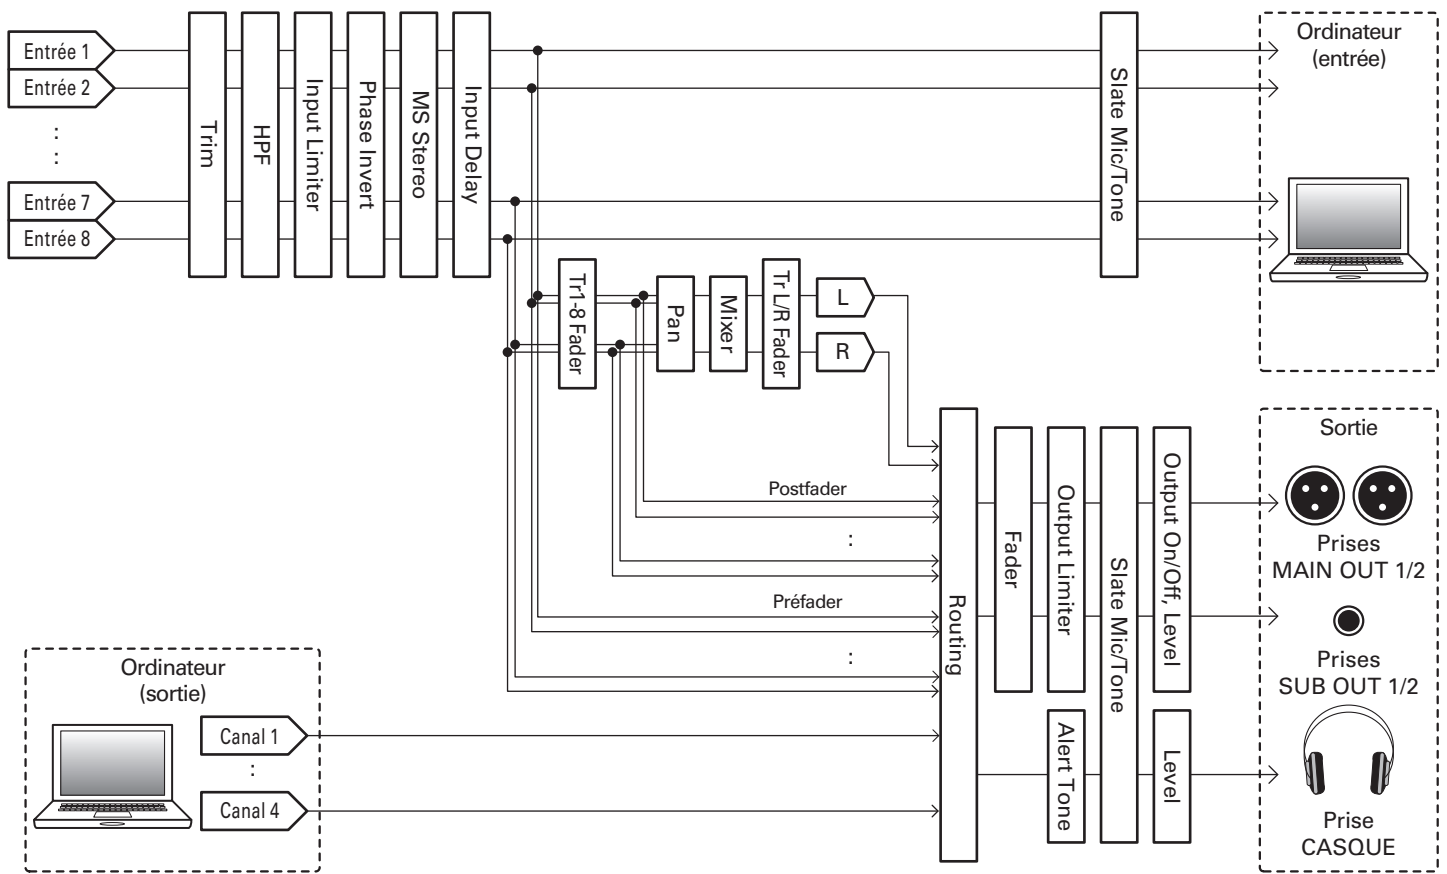 Entrée 1
Entrée 2
:
:
Entrée 7
Entrée 8
Trim
HPF
Input Limiter
Phase Invert
MS Stereo
Input Delay
Slate Mic/Tone
Ordinateur
(entrée)
Tr1-8 Fader
Pan
Mixer
Tr L/R Fader
L
R
Postfader
:
Préfader
:
Routing
Fader
Output Limiter
Slate Mic/Tone
Output On/Off, Level
Alert Tone
Level
Sortie
Prises
MAIN OUT 1/2
Prises
SUB OUT 1/2
Prise
CASQUE
Ordinateur
(sortie)
Canal 1
:
Canal 4